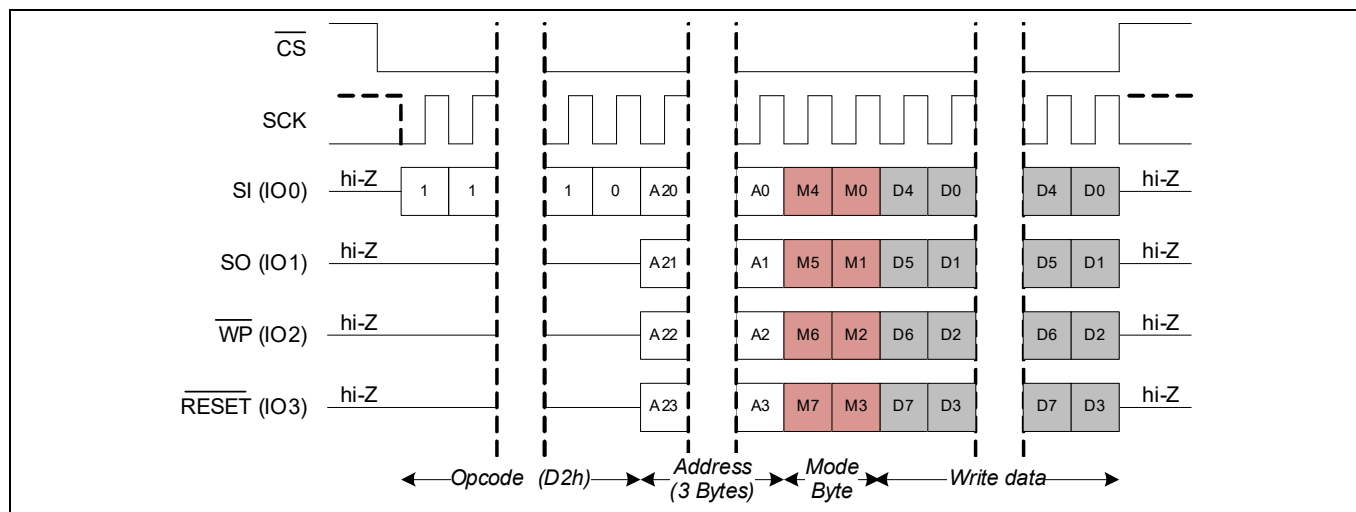 CS
SCK
SI (IO0) hi-Z 1 1 1 0 A20 A0 M4 M0 D4 D0 D4 D0 hi-Z
SO (IO1) hi-Z A21 A1 M5 M1 D5 D1 D5 D1 hi-Z
WP (IO2) hi-Z A22 A2 M6 M2 D6 D2 D6 D2 hi-Z
RESET (IO3) hi-Z A23 A3 M7 M3 D7 D3 D7 D3 hi-Z
Opcode (D2h) Address Mode Write data
(3 Bytes) Byte